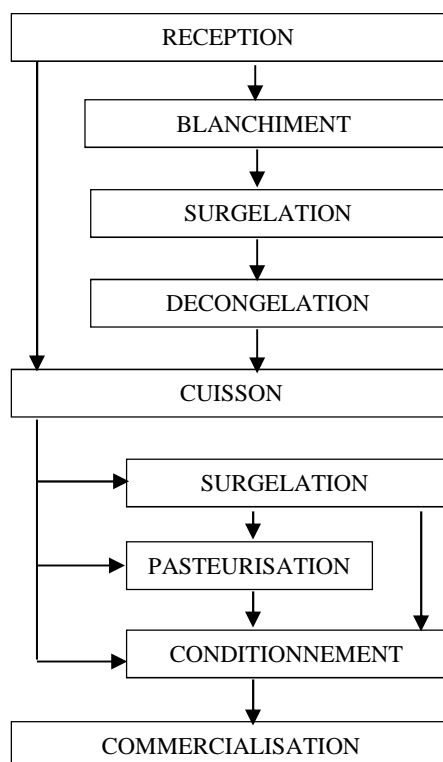 RECEPTION
BLANCHIMENT
SURGELATION
DECONGELATION
CUISSON
SURGELATION
PASTEURISATION
CONDITIONNEMENT
COMMERCIALISATION